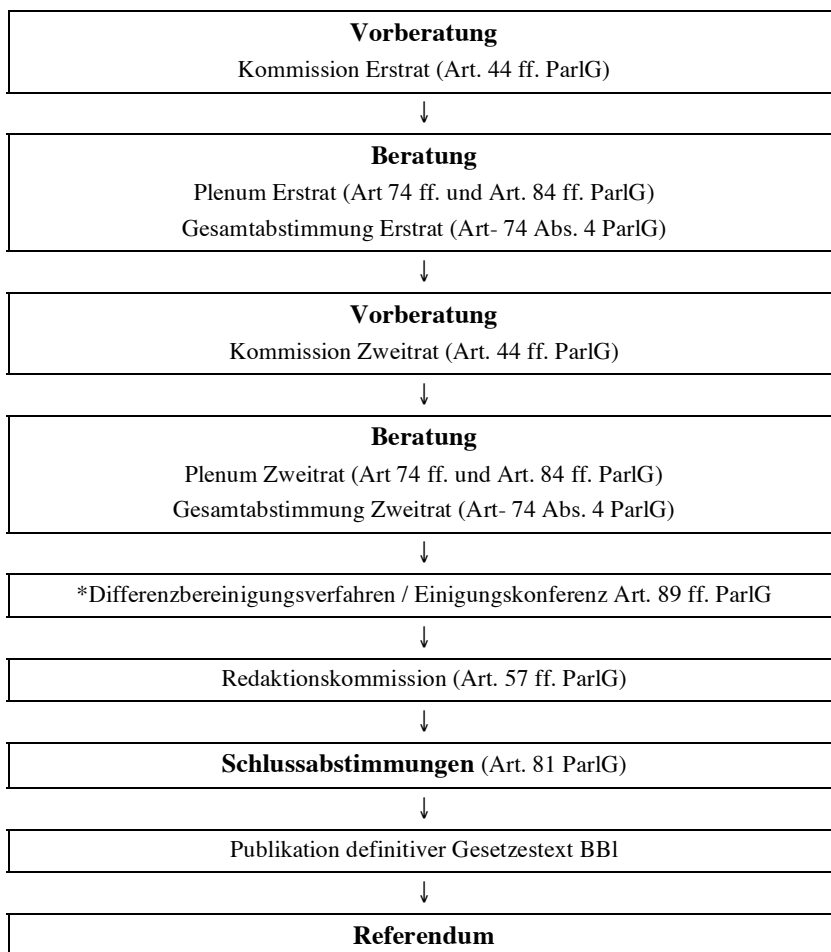 Vorberatung
Kommission Erstrat (Art. 44 ff. ParlG)
↓
Beratung
Plenum Erstrat (Art 74 ff. und Art. 84 ff. ParlG)
Gesamtabstimmung Erstrat (Art- 74 Abs. 4 ParlG)
↓
Vorberatung
Kommission Zweitrat (Art. 44 ff. ParlG)
↓
Beratung
Plenum Zweitrat (Art 74 ff. und Art. 84 ff. ParlG)
Gesamtabstimmung Zweitrat (Art- 74 Abs. 4 ParlG)
↓
*Differenzbereinigungsverfahren / Einigungskonferenz Art. 89 ff. ParlG
↓
Redaktionskommission (Art. 57 ff. ParlG)
↓
Schlussabstimmungen (Art. 81 ParlG)
↓
Publikation definitiver Gesetzestext BBl
↓
Referendum